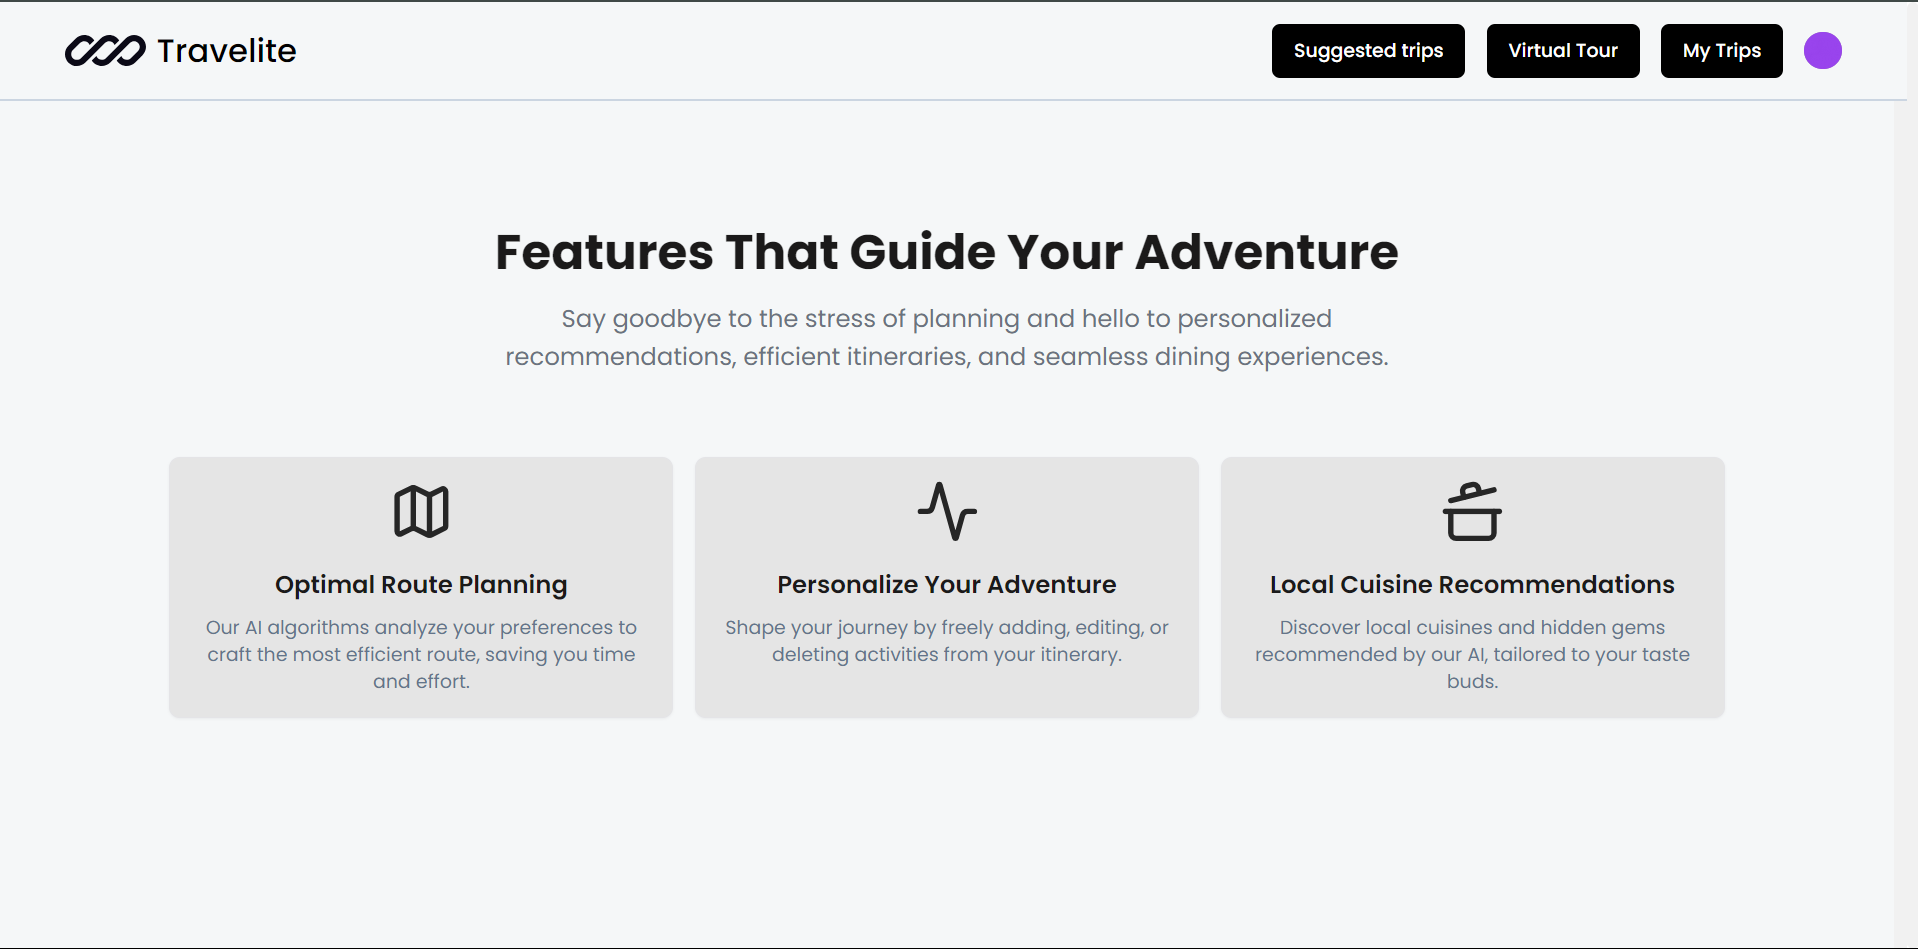 Travelite
Suggested trips
Virtual Tour
My Trips
Features That Guide Your Adventure
Say goodbye to the stress of planning and hello to personalized
recommendations, efficient itineraries, and seamless dining experiences.
Optimal Route Planning
Our AI algorithms analyze your preferences to
craft the most efficient route, saving you time
and effort.
Personalize Your Adventure
Shape your journey by freely adding, editing, or
deleting activities from your itinerary.
Local Cuisine Recommendations
Discover local cuisines and hidden gems
recommended by our AI, tailored to your taste
buds.